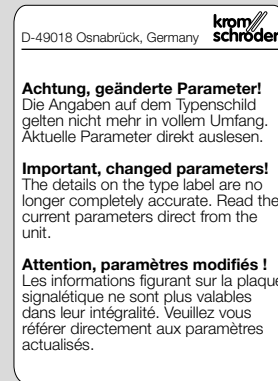 D-49018 Osnabrück, Germany krom schroder
Achtung, geänderte Parameter!
Die Angaben auf dem Typenschild
gelten nicht mehr in vollem Umfang.
Aktuelle Parameter direkt auslesen.
Important, changed parameters!
The details on the type label are no
longer completely accurate. Read the
current parameters direct from the
unit.
Attention, paramètres modifiés !
Les informations figurant sur la plaque
signalétique ne sont plus valables
dans leur intégralité. Veuillez vous
référer directement aux paramètres
actualisés.